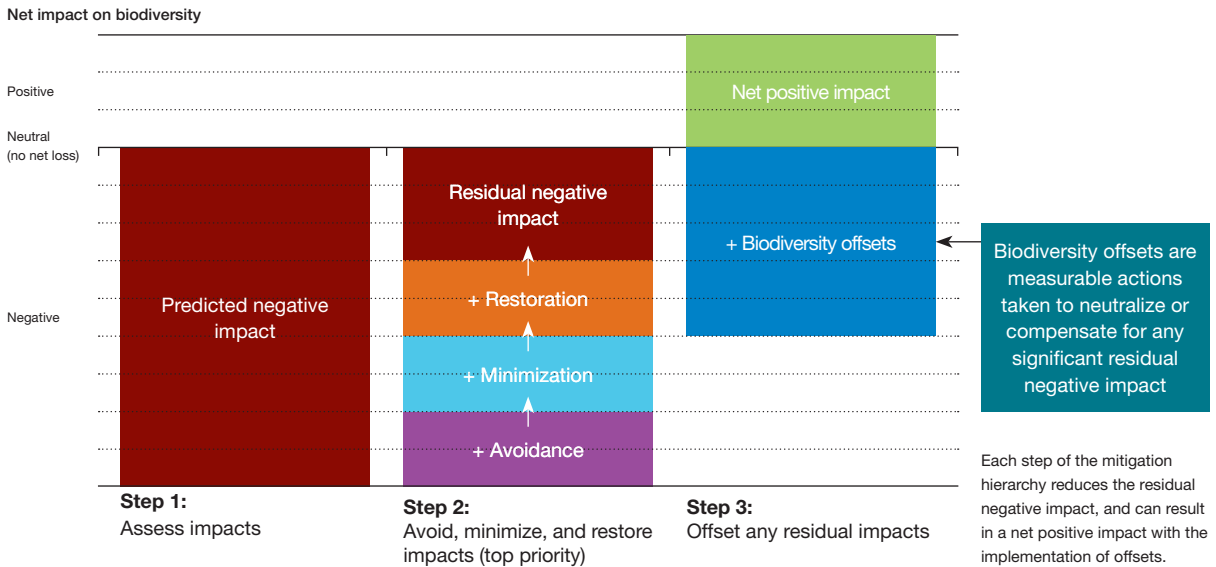 Net impact on biodiversity
Positive
Neutral
(no net loss)
Negative
Predicted negative
impact
Residual negative
impact
+ Restoration
+ Minimization
+ Avoidance
Net positive impact
+ Biodiversity offsets
Biodiversity offsets are
measurable actions
taken to neutralize or
compensate for any
significant residual
negative impact
Step 1:
Assess impacts
Step 2:
Avoid, minimize, and restore
impacts (top priority)
Step 3:
Offset any residual impacts
Each step of the mitigation
hierarchy reduces the residual
negative impact, and can result
in a net positive impact with the
implementation of offsets.